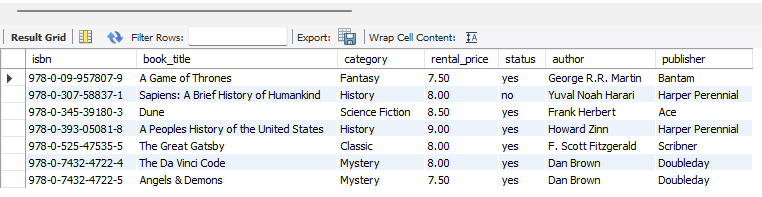 Result Grid Filter Rows: Export: Wrap Cell Content:
isbn book_title category rental_price status author publisher
978-0-09-957807-9 A Game of Thrones Fantasy 7.50 yes George R.R. Martin Bantam
978-0-307-58837-1 Sapiens: A Brief History of Humankind History 8.00 no Yuval Noah Harari Harper Perennial
978-0-345-39180-3 Dune Science Fiction 8.50 yes Frank Herbert Ace
978-0-393-05081-8 A Peoples History of the United States History 9.00 yes Howard Zinn Harper Perennial
978-0-525-47535-5 The Great Gatsby Classic 8.00 yes F. Scott Fitzgerald Scribner
978-0-7432-4722-4 The Da Vinci Code Mystery 8.00 yes Dan Brown Doubleday
978-0-7432-4722-5 Angels & Demons Mystery 7.50 yes Dan Brown Doubleday